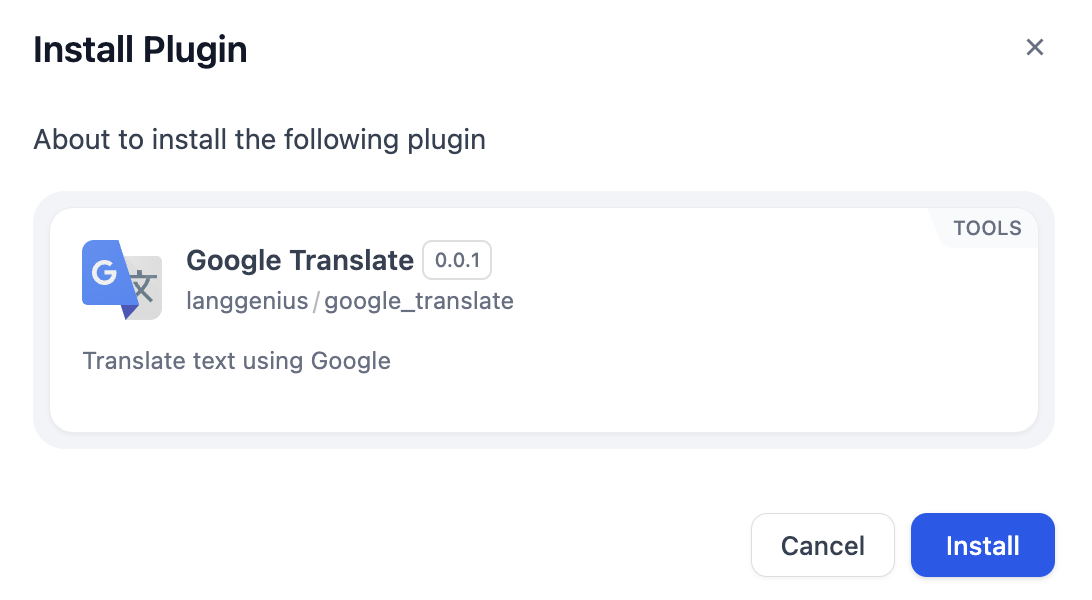 Install Plugin
About to install the following plugin
TOOLS
G 文
Google Translate 0.0.1
langgenius/google_translate
Translate text using Google
Cancel Install